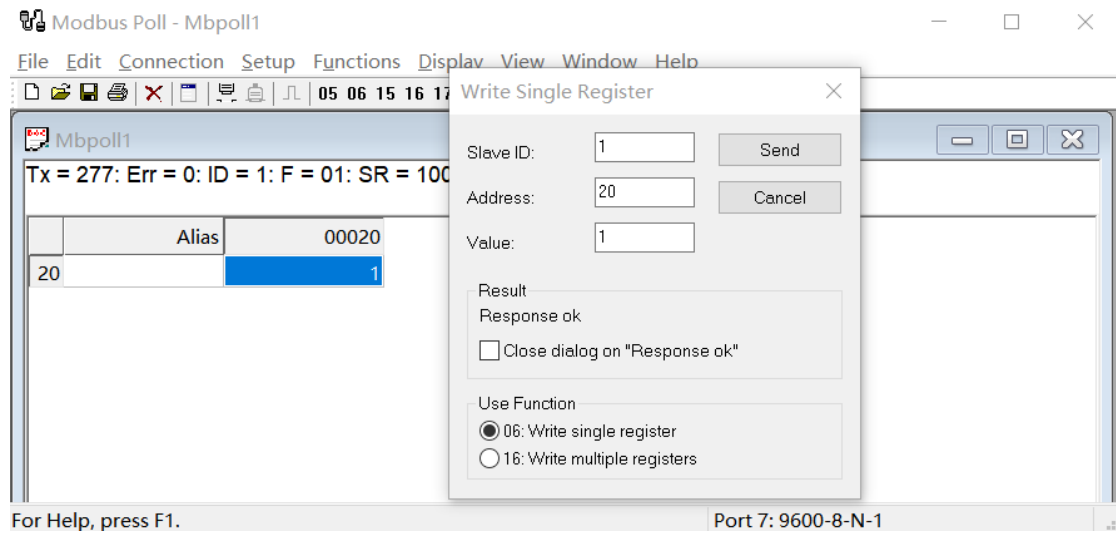 Modbus Poll - Mbpoll1
File Edit Connection Setup Functions Display View Window Help
05 06 15 16 17
Mbpoll1
Tx = 277: Err = 0: ID = 1: F = 01: SR = 100
Alias 00020
20 1
Write Single Register
Slave ID: 1 Send
Address: 20 Cancel
Value: 1
Result
Response ok
Close dialog on "Response ok"
Use Function
06: Write single register
16: Write multiple registers
For Help, press F1. Port 7: 9600-8-N-1